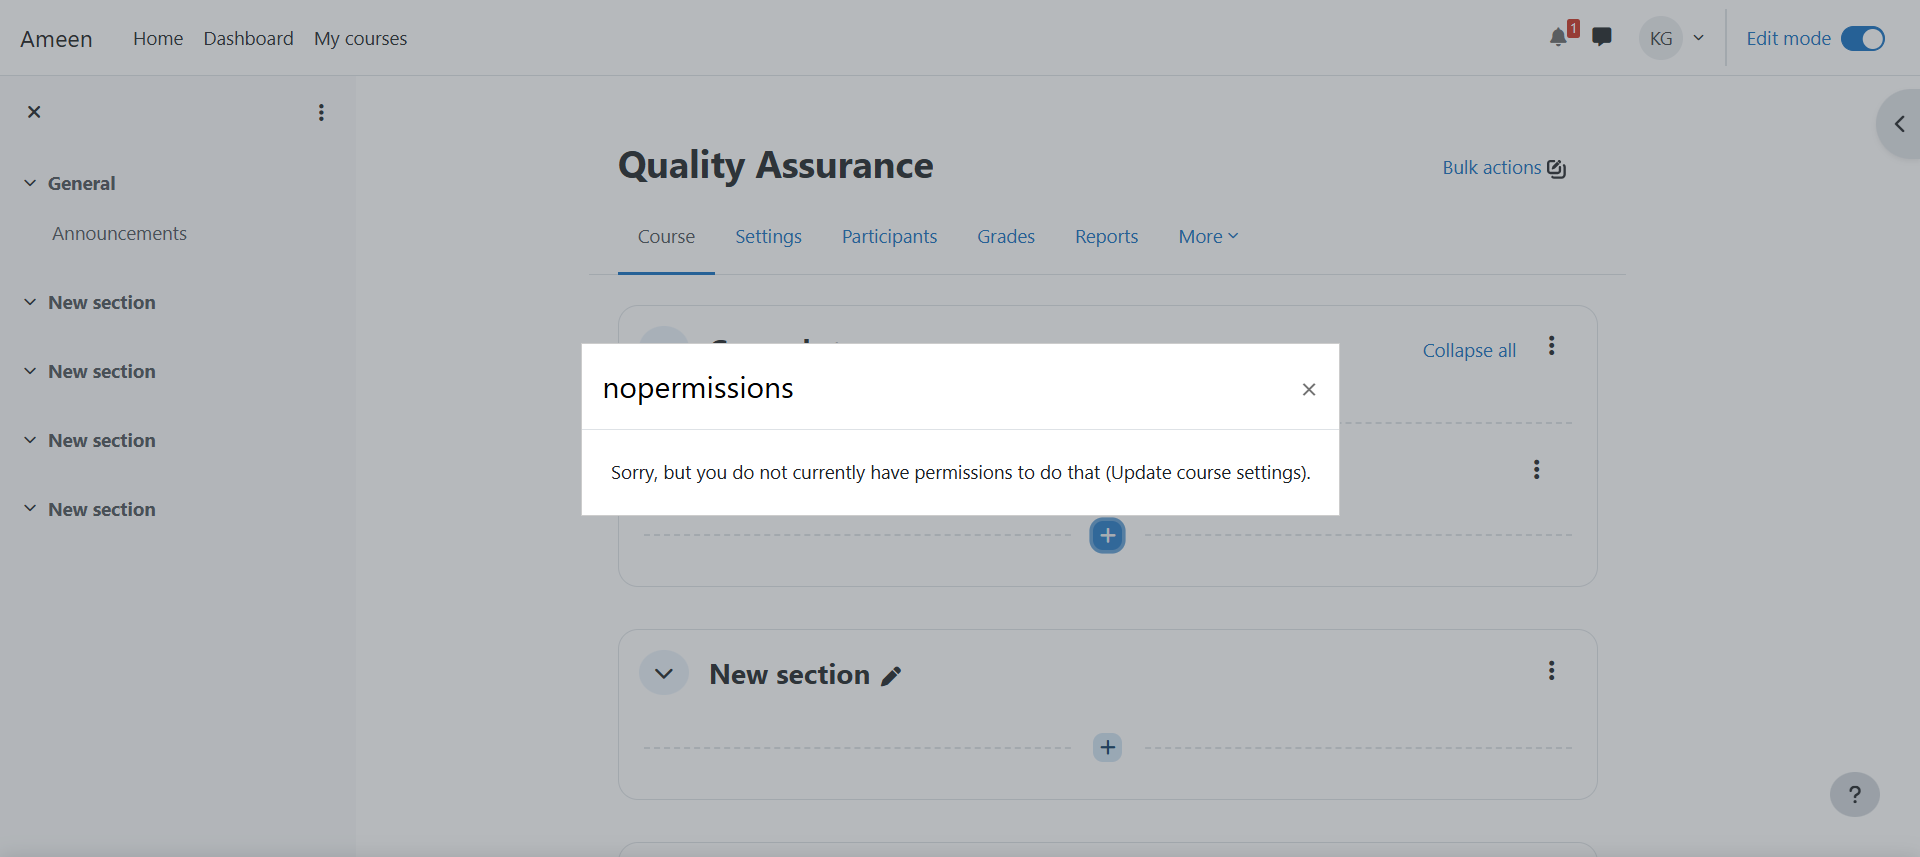 Ameen
Home
Dashboard
My courses
1
KG
Edit mode
General
Announcements
New section
New section
New section
New section
Quality Assurance
Bulk actions
Course
Settings
Participants
Grades
Reports
More
Collapse all
nopermissions
Sorry, but you do not currently have permissions to do that (Update course settings).
New section
?